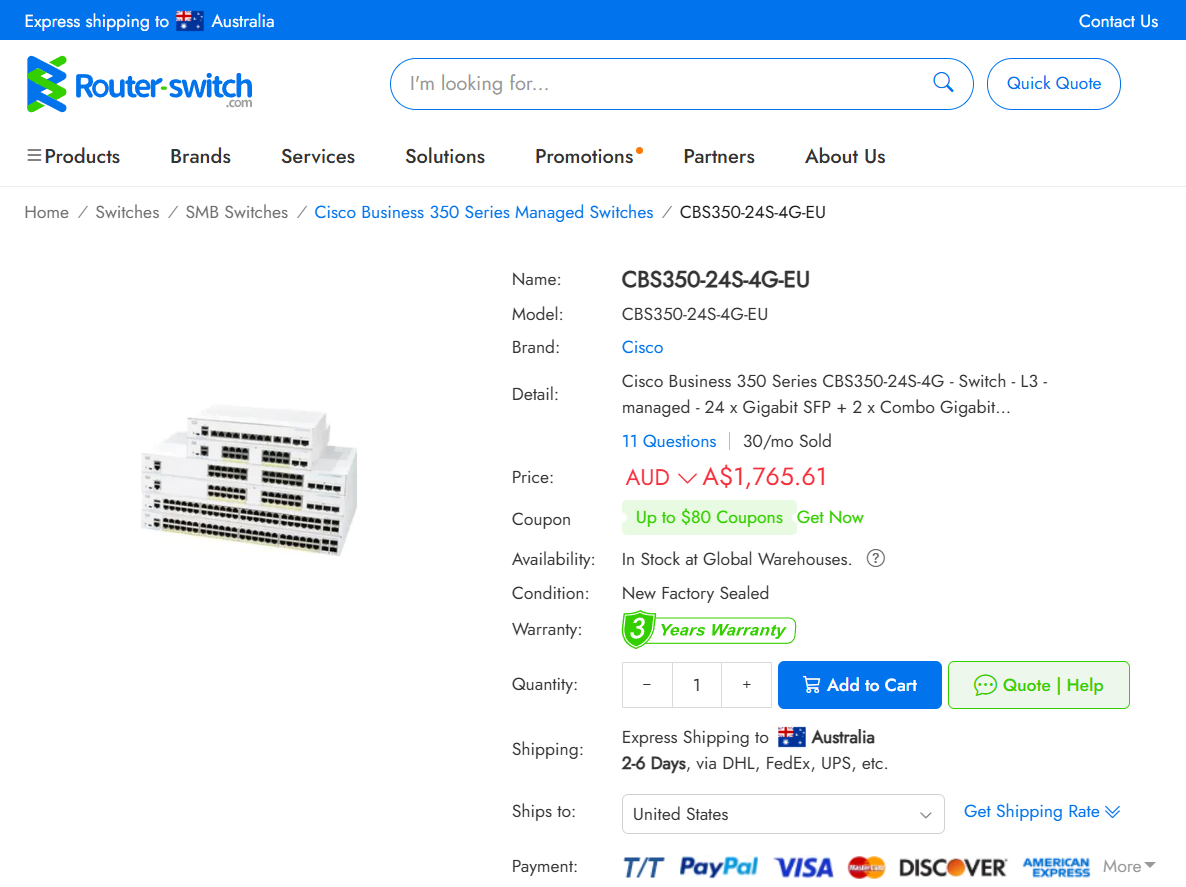 Express shipping to Australia
Contact Us
Router-switch
.com
I'm looking for...
Quick Quote
Products
Brands
Services
Solutions
Promotions
Partners
About Us
Home / Switches / SMB Switches / Cisco Business 350 Series Managed Switches / CBS350-24S-4G-EU
Name: CBS350-24S-4G-EU
Model: CBS350-24S-4G-EU
Brand: Cisco
Detail: Cisco Business 350 Series CBS350-24S-4G - Switch - L3 -
managed - 24 x Gigabit SFP + 2 x Combo Gigabit...
11 Questions 30/mo Sold
Price: AUD A$1,765.61
Coupon Up to $80 Coupons Get Now
Availability: In Stock at Global Warehouses. ?
Condition: New Factory Sealed
Warranty: 3 Years Warranty
Quantity: − 1 + Add to Cart Quote | Help
Shipping: Express Shipping to Australia
2-6 Days, via DHL, FedEx, UPS, etc.
Ships to: United States Get Shipping Rate
Payment: T/T PayPal VISA MasterCard DISCOVER AMERICAN EXPRESS More